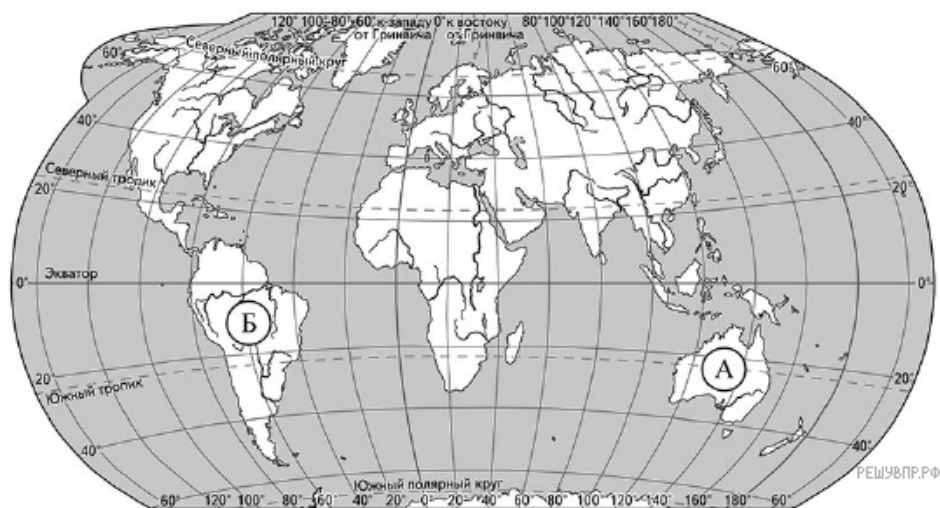 120° 100° 80° 60° к западу 0° к востоку 80° 100° 120° 140° 160° 180°
от Гринвича от Гринвича
60° Северный полярный круг 60°
40° 40°
Северный тропик
20° 20°
Экватор
0° 0°
Б
А
20° 20°
Южный тропик
40° 40°
РЕШУВПР.РФ
Южный полярный круг
60° 120° 100° 80° 40° 20° 0° 20° 40° 60° 80° 100° 120° 140° 160° 180° 60°